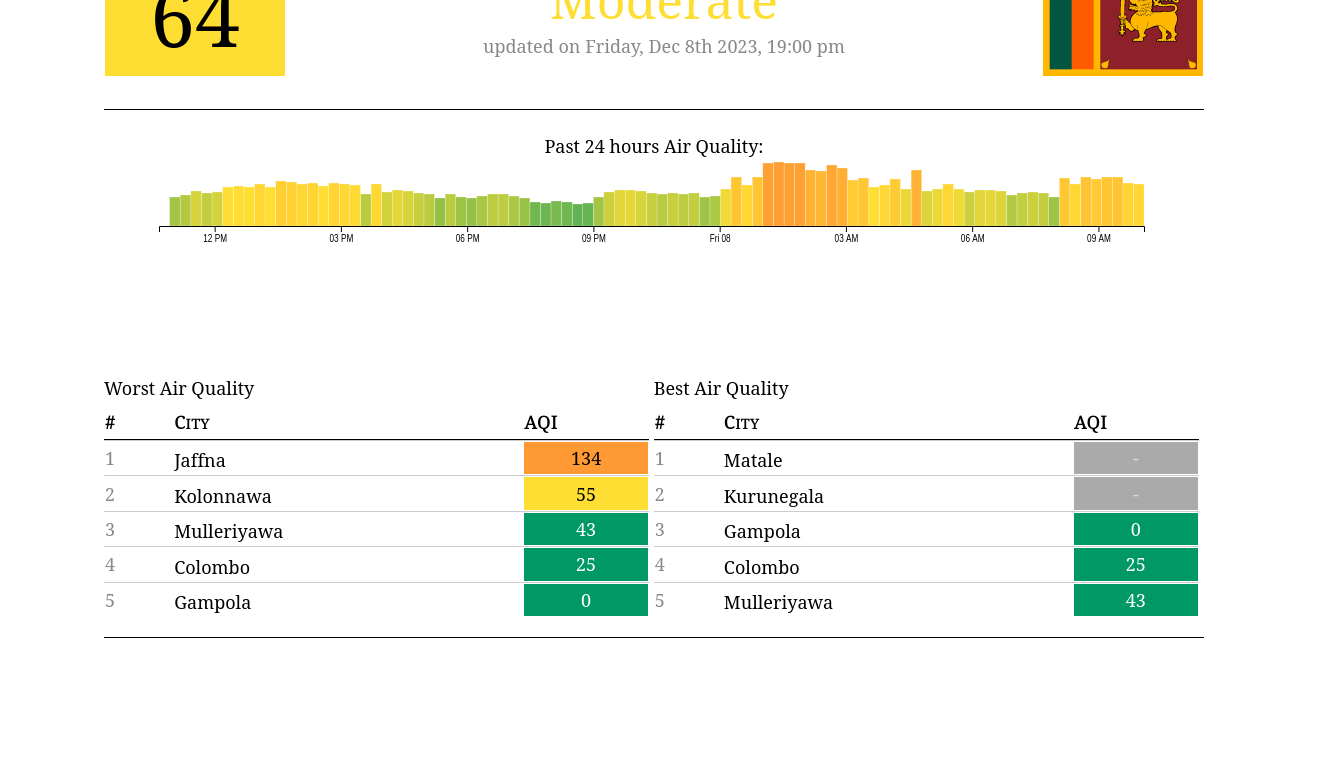 64
Moderate
updated on Friday, Dec 8th 2023, 19:00 pm
Past 24 hours Air Quality:
12 PM 03 PM 06 PM 09 PM Fri 08 03 AM 06 AM 09 AM
Worst Air Quality
# City AQI
1 Jaffna 134
2 Kolonnawa 55
3 Mulleriyawa 43
4 Colombo 25
5 Gampola 0
Best Air Quality
# City AQI
1 Matale -
2 Kurunegala -
3 Gampola 0
4 Colombo 25
5 Mulleriyawa 43